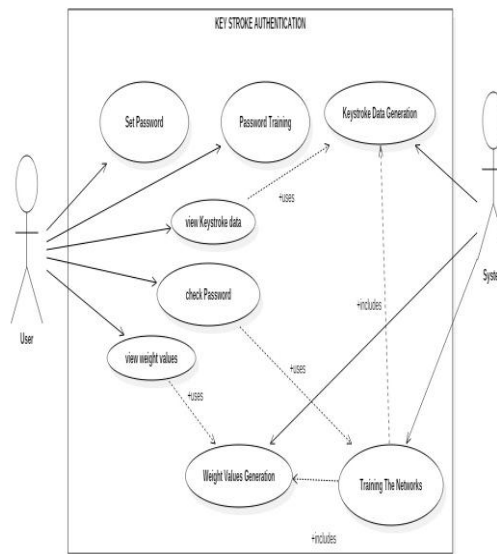 KEY STROKE AUTHENTICATION
Set Password
Password Training
Keystroke Data Generation
+uses
view Keystroke data
check Password
User
Syste
+includes
view weight values
+uses
+uses
Weight Values Generation
Training The Networks
+includes